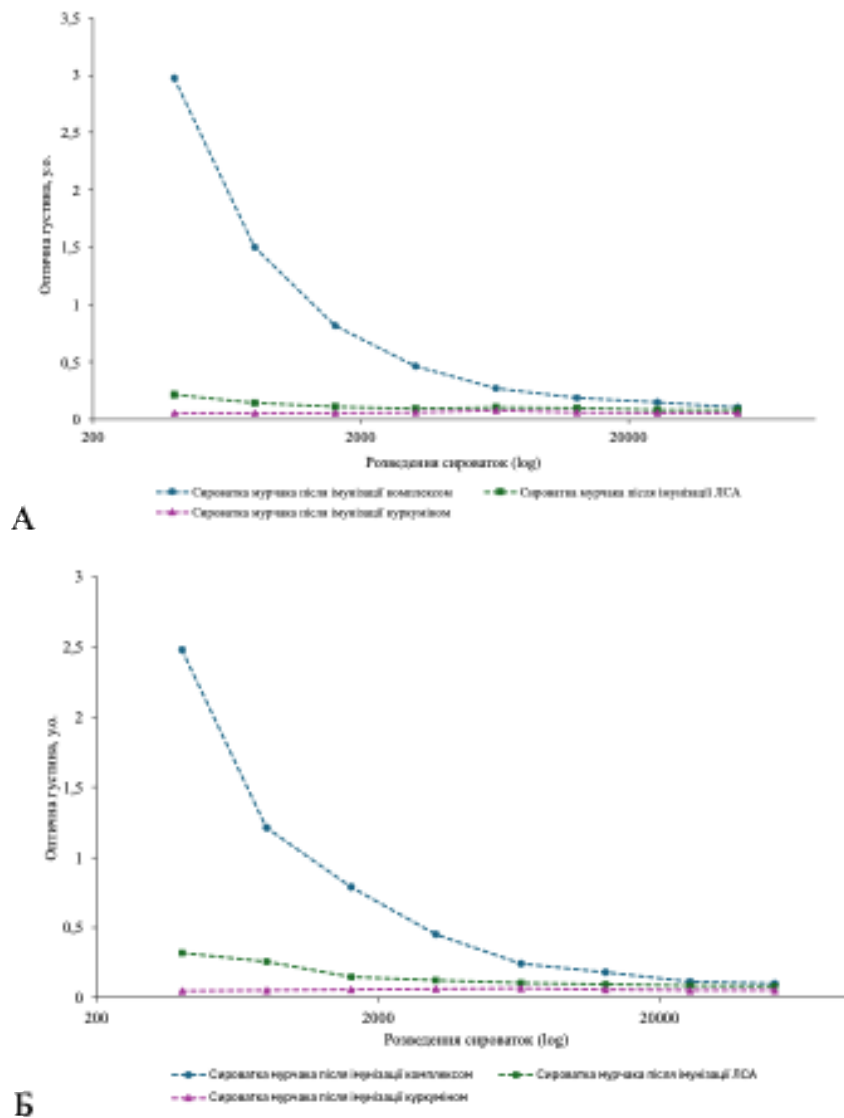 3,5
3
2,5
2
1,5
1
0,5
0
Оптична густина, у.о.
200
2000
20000
Розведення сироваток (log)
Сироватка мурчака після імунізації комплексом
Сироватка мурчака після імунізації ЛСА
Сироватка мурчака після імунізації куркуміном
А
3
2,5
2
1,5
1
0,5
0
Оптична густина, у.о.
200
2000
20000
Розведення сироваток (log)
Сироватка мурчака після імунізації комплексом
Сироватка мурчака після імунізації ЛСА
Сироватка мурчака після імунізації куркуміном
Б